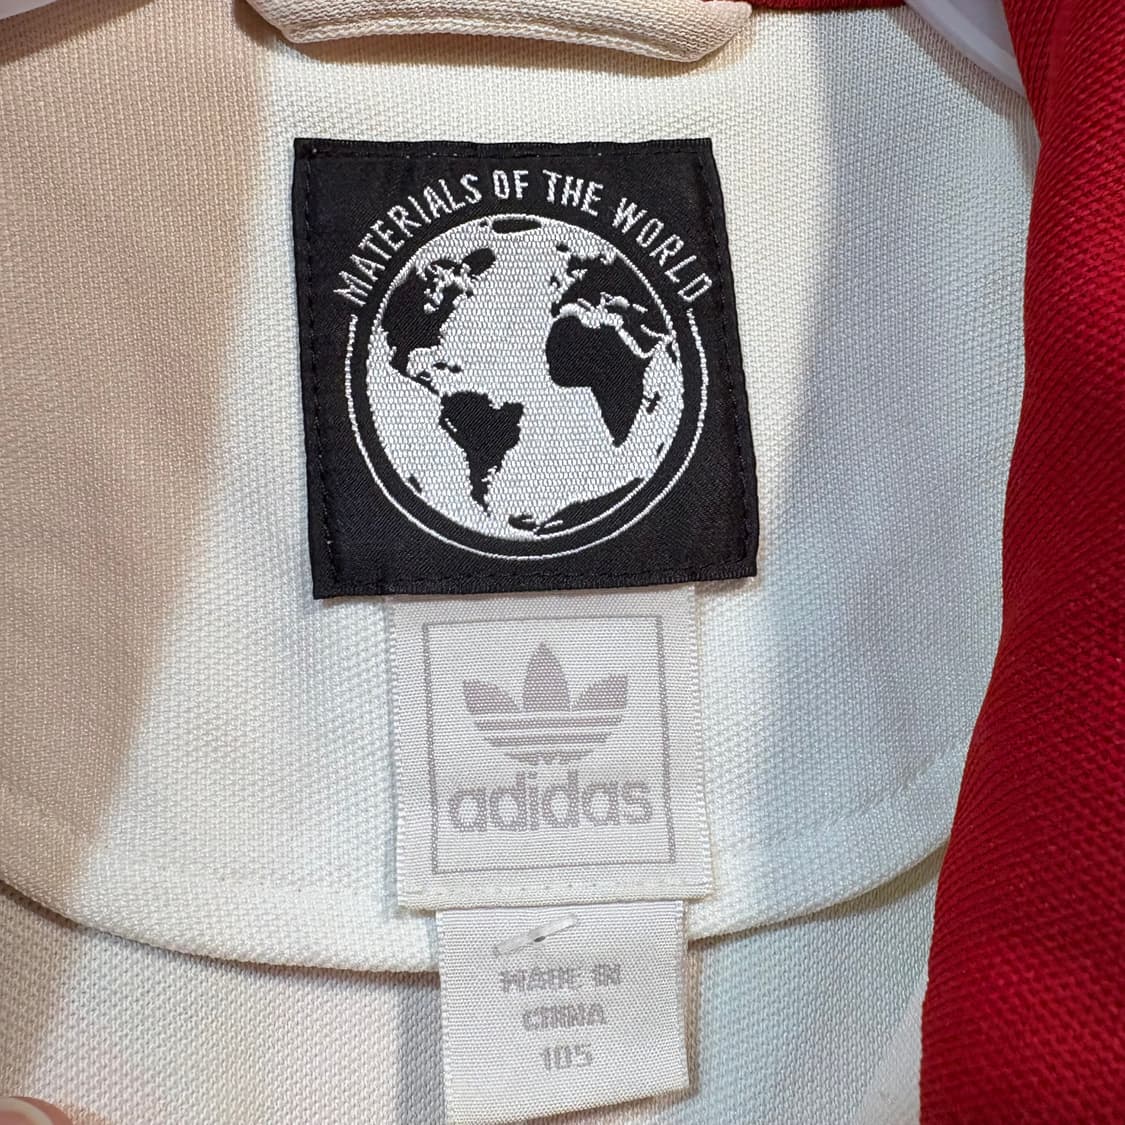 MATERIALS OF THE WORLD
adidas
MADE IN
CHINA
105